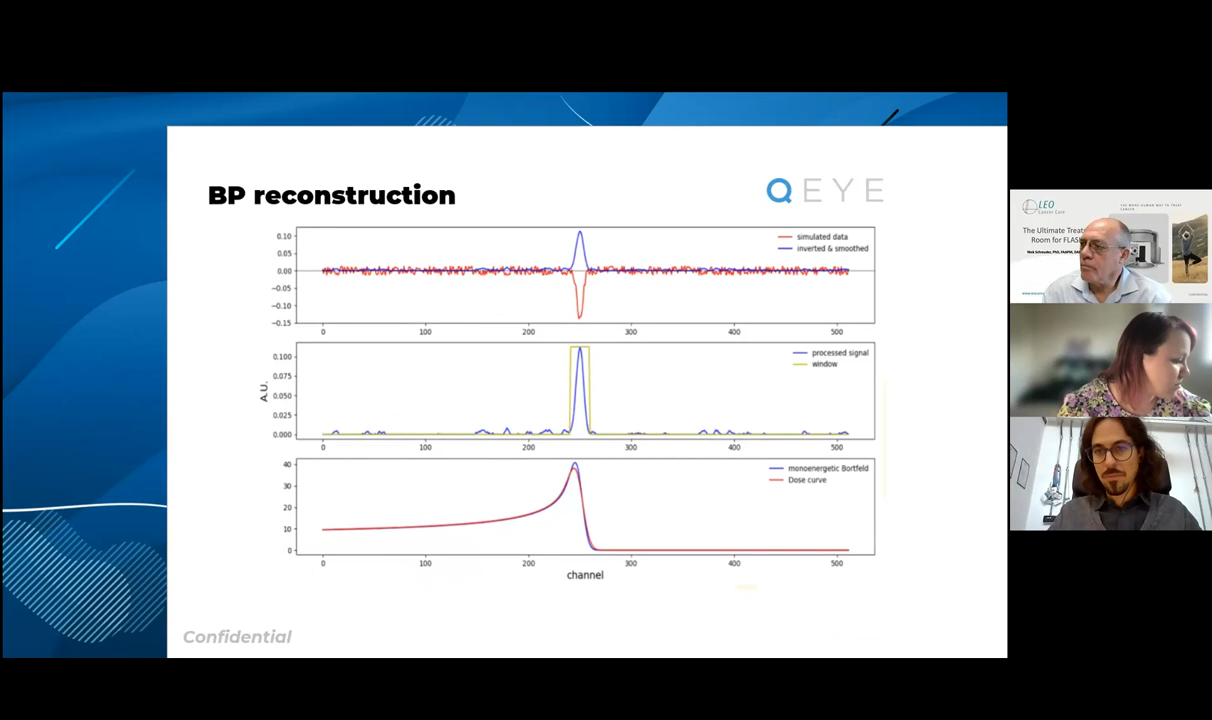 BP reconstruction
QEYE
simulated data
inverted & smoothed
0.10
0.05
0.00
−0.05
−0.10
−0.15
0 100 200 300 400 500
processed signal
window
0.100
0.075
0.050
0.025
0.000
A.U.
0 100 200 300 400 500
monoenergetic Bortfeld
Dose curve
40
30
20
10
0
0 100 200 300 400 500
channel
Confidential
LEO
Cancer Care
The Ultimate Treat
Room for FLAS